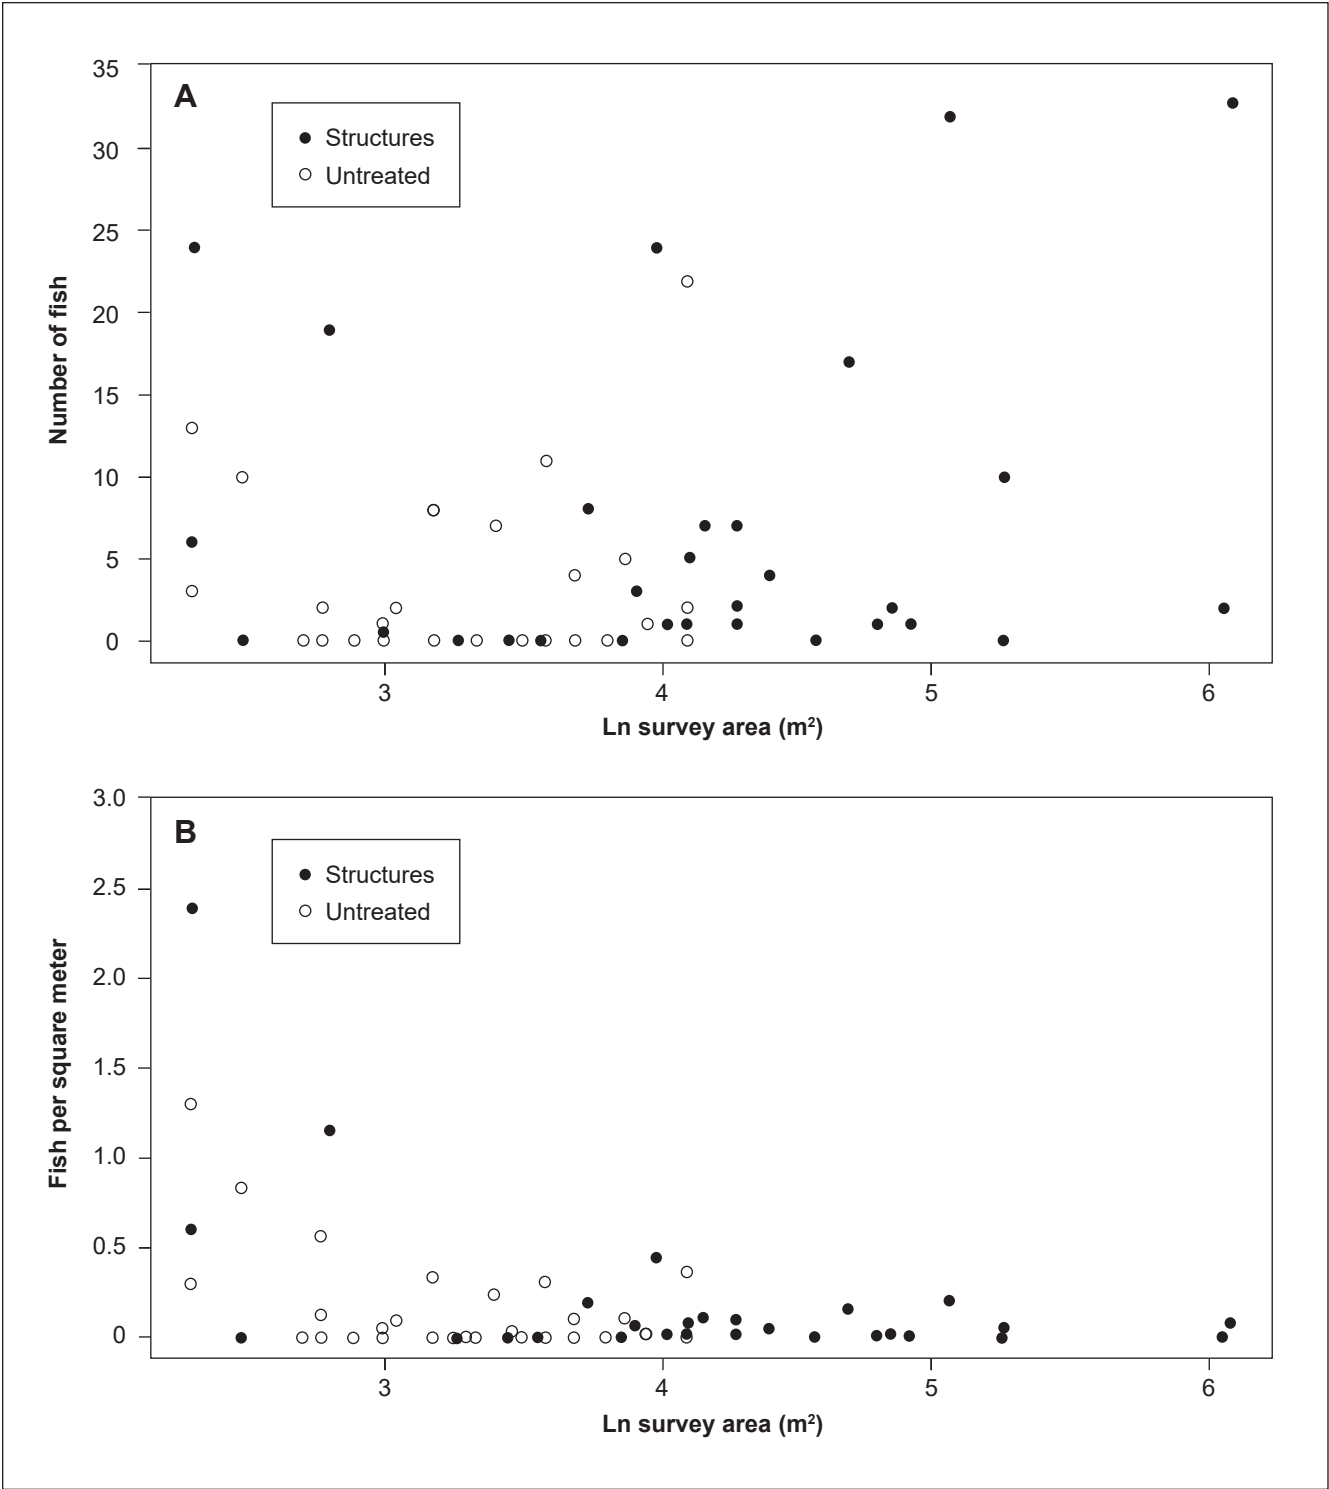 A
Structures
Untreated
Number of fish
35
30
25
20
15
10
5
0
3 4 5 6
Ln survey area (m²)
B
Structures
Untreated
Fish per square meter
3.0
2.5
2.0
1.5
1.0
0.5
0
3 4 5 6
Ln survey area (m²)